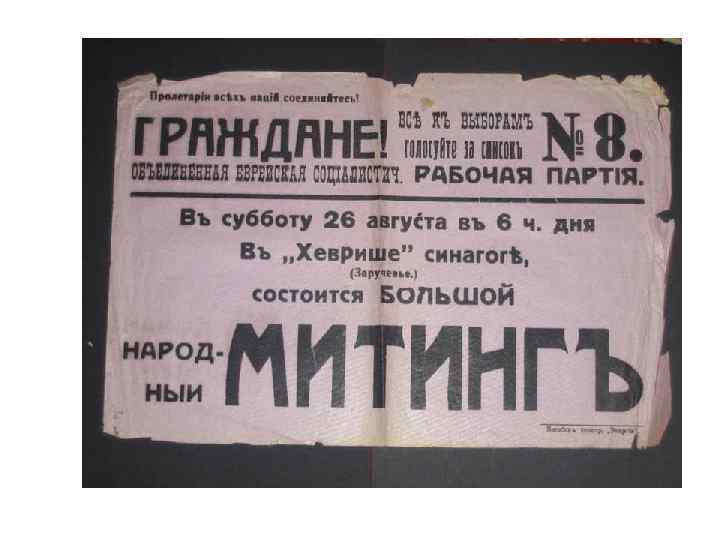 Пролетаріи всѣхъ націй соединяйтесь!
ГРАЖДАНЕ! ВСѢ КЪ ВЫБОРАМЪ
голосуйте за списокъ № 8.
ОБЪЕДИНЕННАЯ ЕВРЕЙСКАЯ СОЦІАЛИСТИЧ. РАБОЧАЯ ПАРТІЯ.
Въ субботу 26 августа въ 6 ч. дня
Въ „Хеврише” синагогѣ,
(Заручевье.)
состоится БОЛЬШОЙ
НАРОД-
НЫЙ МИТИНГЪ